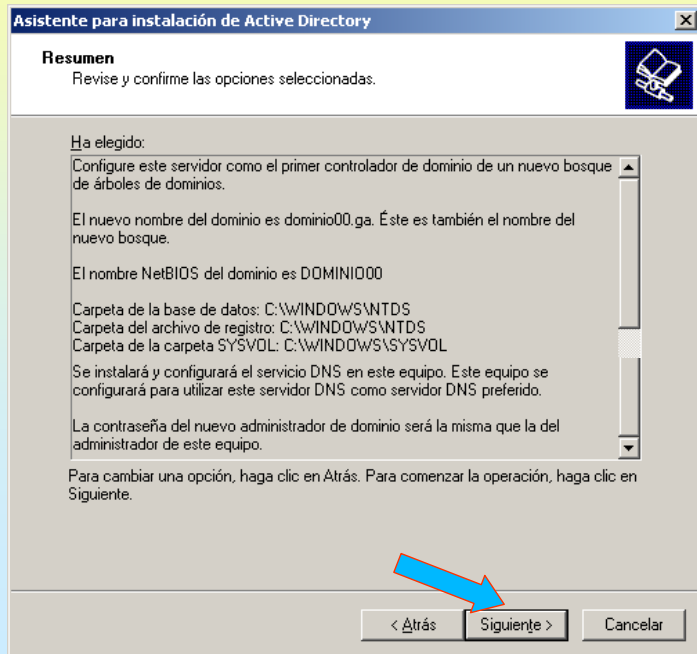 Asistente para instalación de Active Directory
Resumen
Revise y confirme las opciones seleccionadas.
Ha elegido:
Configure este servidor como el primer controlador de dominio de un nuevo bosque
de árboles de dominios.
El nuevo nombre del dominio es dominio00.ga. Éste es también el nombre del
nuevo bosque.
El nombre NetBIOS del dominio es DOMINIO00
Carpeta de la base de datos: C:\WINDOWS\NTDS
Carpeta del archivo de registro: C:\WINDOWS\NTDS
Carpeta de la carpeta SYSVOL: C:\WINDOWS\SYSVOL
Se instalará y configurará el servicio DNS en este equipo. Este equipo se
configurará para utilizar este servidor DNS como servidor DNS preferido.
La contraseña del nuevo administrador de dominio será la misma que la del
administrador de este equipo.
Para cambiar una opción, haga clic en Atrás. Para comenzar la operación, haga clic en
Siguiente.
< Atrás Siguiente > Cancelar